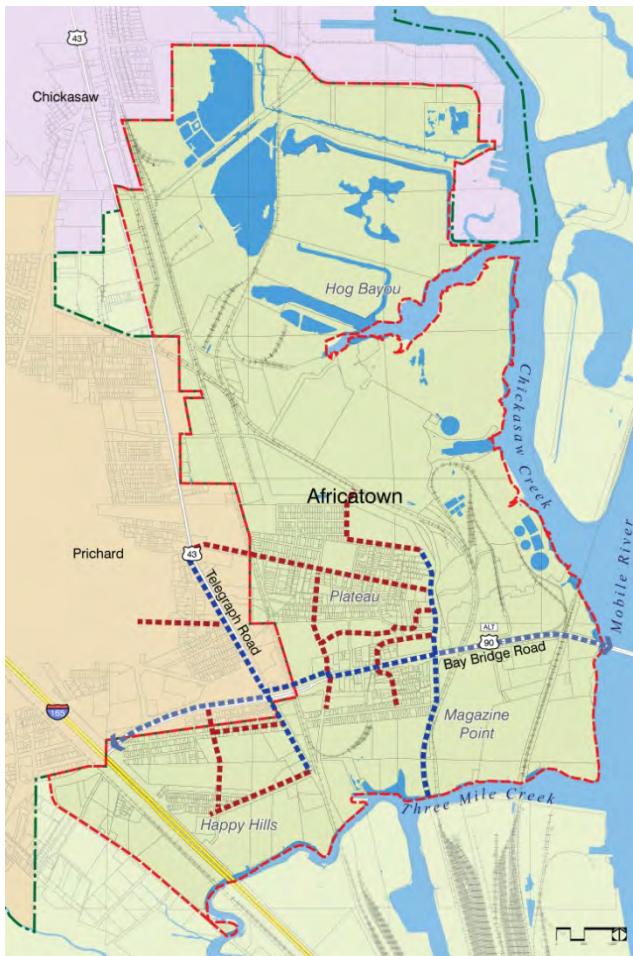 43
Chickasaw
Hog Bayou
Chickasaw Creek
Africatown
43
Prichard
Telegraph Road
Plateau
Mobile River
ALT
90
Bay Bridge Road
165
Magazine
Point
Three Mile Creek
Happy Hills